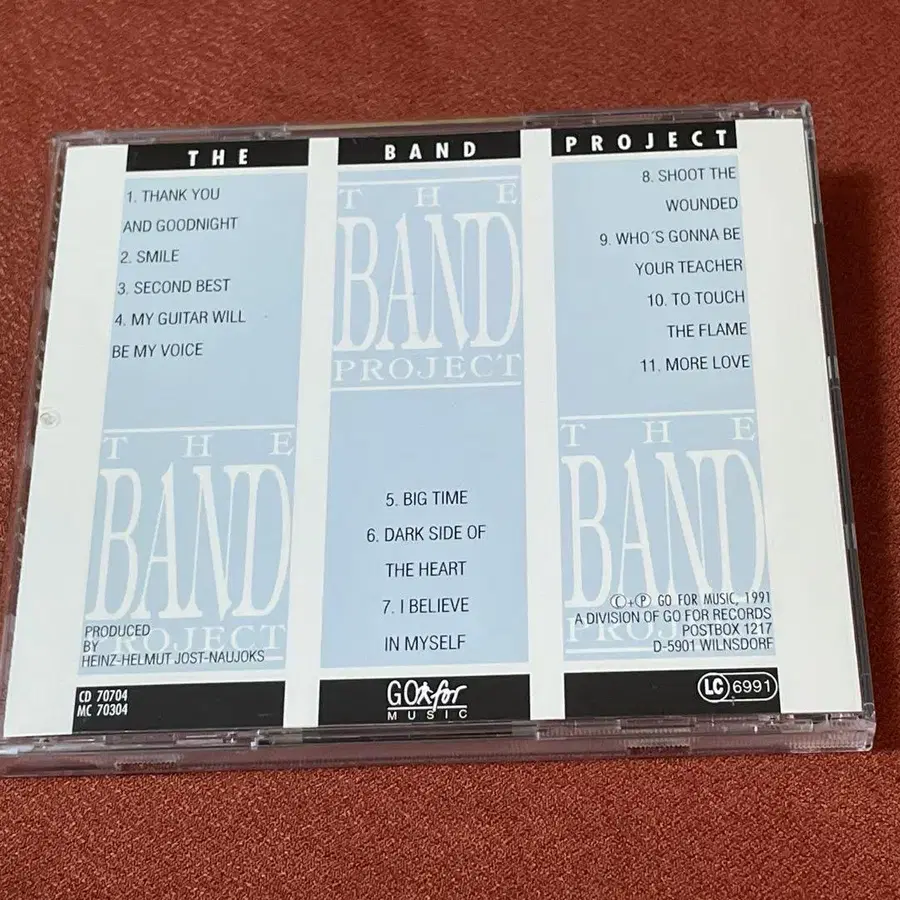 THE BAND PROJECT
1. THANK YOU
AND GOODNIGHT
2. SMILE
3. SECOND BEST
4. MY GUITAR WILL
BE MY VOICE
THE
BAND
PROJECT
PRODUCED
BY
HEINZ-HELMUT JOST-NAUJOKS
CD 70704
MC 70304
THE
BAND
PROJECT
5. BIG TIME
6. DARK SIDE OF
THE HEART
7. I BELIEVE
IN MYSELF
GO for
MUSIC
8. SHOOT THE
WOUNDED
9. WHO´S GONNA BE
YOUR TEACHER
10. TO TOUCH
THE FLAME
11. MORE LOVE
THE
BAND
PROJECT
©+℗ GO FOR MUSIC, 1991
A DIVISION OF GO FOR RECORDS
POSTBOX 1217
D-5901 WILNSDORF
LC 6991